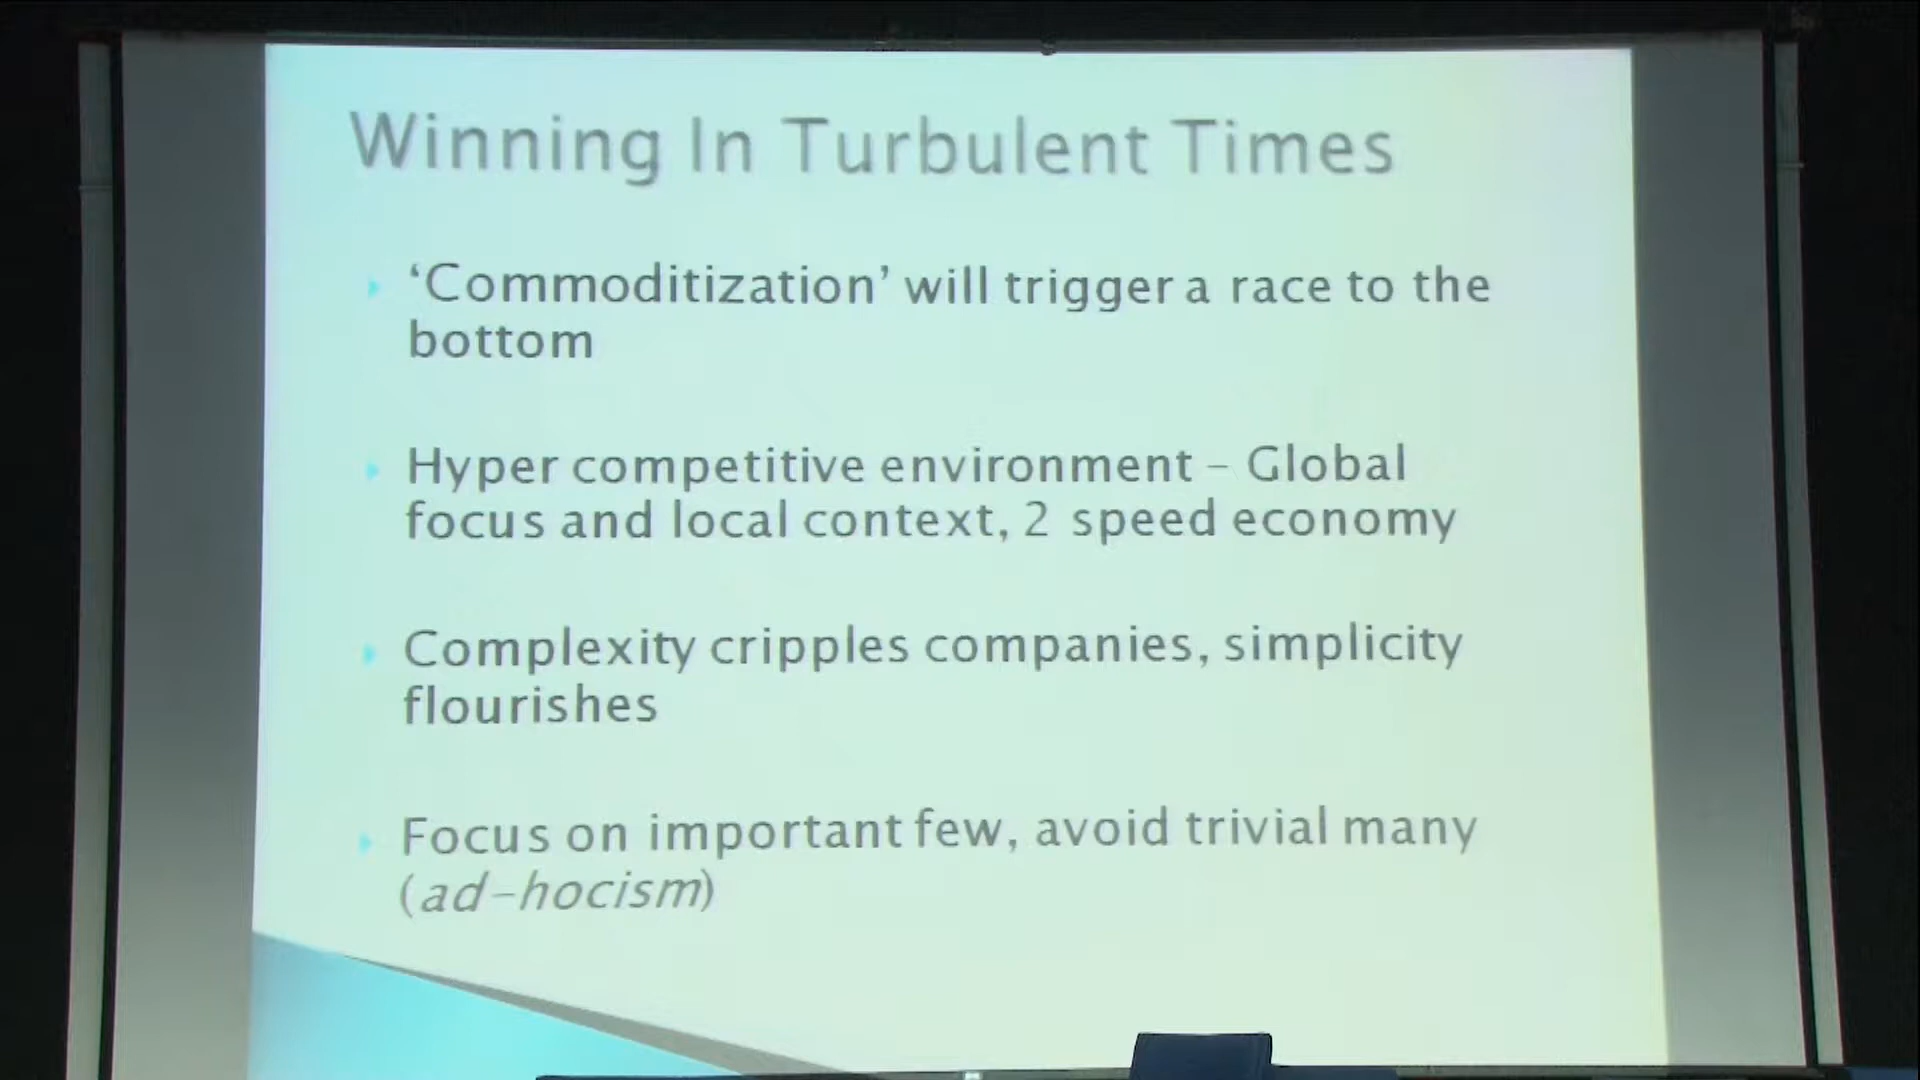 Winning In Turbulent Times
‘Commoditization’ will trigger a race to the
bottom
Hyper competitive environment – Global
focus and local context, 2 speed economy
Complexity cripples companies, simplicity
flourishes
Focus on important few, avoid trivial many
(ad-hocism)